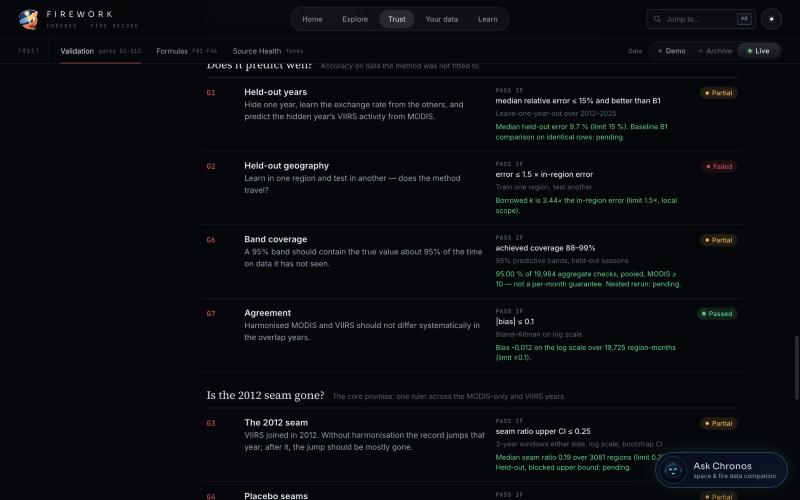 FIREWORK
CHRONOS · FIRE RECORD
Home Explore Trust Your data Learn
Jump to... ⌘K
TRUST Validation gates G1–G12 Formulas F01–F46 Source Health feeds Data Demo Archive Live
Does it predict well? Accuracy on data the method was not fitted to.
G1
Held-out years
Hide one year, learn the exchange rate from the others, and
predict the hidden year's VIIRS activity from MODIS.
PASS IF
median relative error ≤ 15% and better than B1
Leave-one-year-out over 2012–2025
Median held-out error 9.7 % (limit 15 %). Baseline B1
comparison on identical rows: pending.
Partial
G2
Held-out geography
Learn in one region and test in another — does the method
travel?
PASS IF
error ≤ 1.5 × in-region error
Train one region, test another
Borrowed k is 3.44× the in-region error (limit 1.5×, local
scope).
Failed
G6
Band coverage
A 95% band should contain the true value about 95% of the time
on data it has not seen.
PASS IF
achieved coverage 88–99%
95% predictive bands, held-out seasons
95.00 % of 19,984 aggregate checks, pooled, MODIS ≥
10 — not a per-month guarantee. Nested rerun: pending.
Partial
G7
Agreement
Harmonised MODIS and VIIRS should not differ systematically in
the overlap years.
PASS IF
|bias| ≤ 0.1
Bland–Altman on log scale
Bias -0.012 on the log scale over 19,725 region-months
(limit ±0.1).
Passed
Is the 2012 seam gone? The core promise: one ruler across the MODIS-only and VIIRS years.
G3
The 2012 seam
VIIRS joined in 2012. Without harmonisation the record jumps that
year; after it, the jump should be mostly gone.
PASS IF
seam ratio upper CI ≤ 0.25
3-year windows either side, log scale, bootstrap CI
Median seam ratio 0.19 over 3081 regions (limit
Held-out, blocked upper bound: pending.
Partial
Ask Chronos
space & fire data companion
G4
Placebo seams
PASS IF
Partial